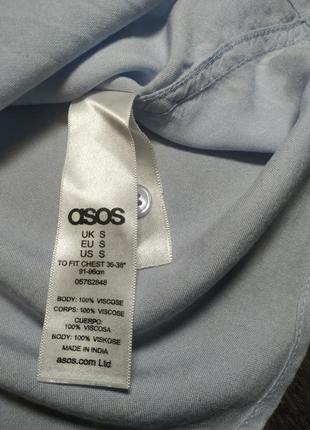 asos
UK S
EU S
US S
TO FIT CHEST 36-38"
91-96cm
05762848
BODY: 100% VISCOSE
CORPS: 100% VISCOSE
CUERPO:
100% VISCOSA
BODY: 100% VISKOSE
MADE IN INDIA
asos.com Ltd